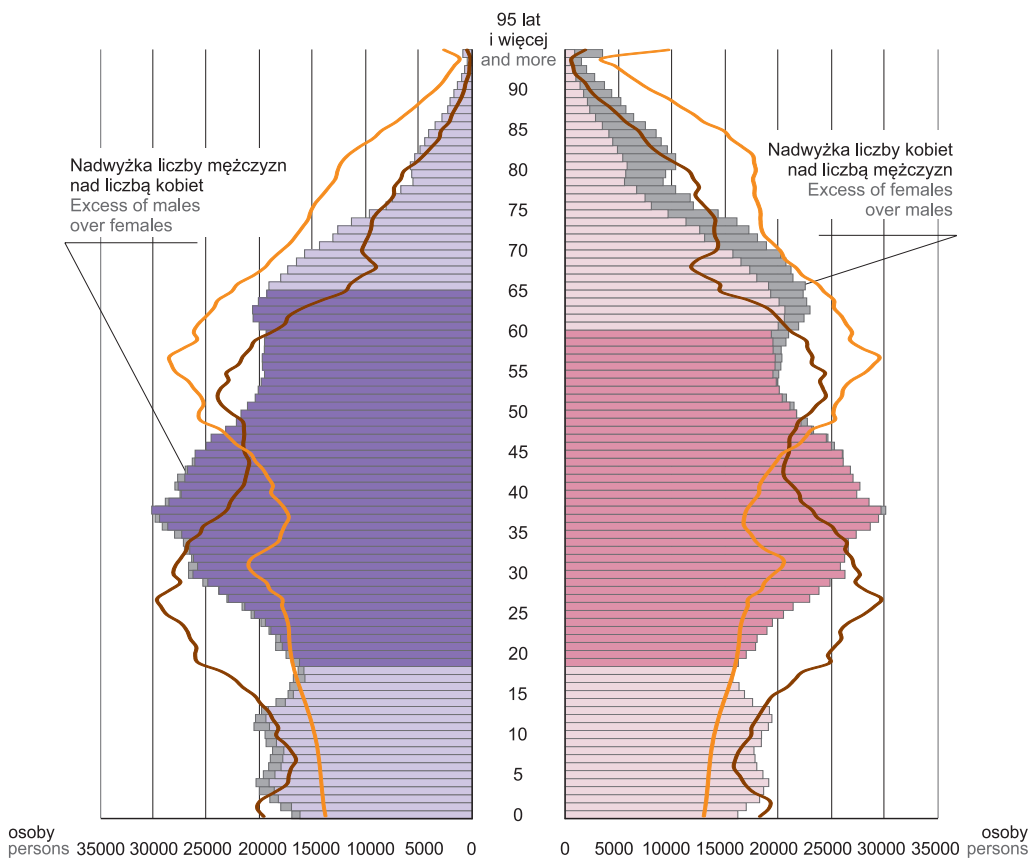 95 lat
i więcej
and more
90
85
80
75
70
65
60
55
50
45
40
35
30
25
20
15
10
5
0
Nadwyżka liczby mężczyzn
nad liczbą kobiet
Excess of males
over females
Nadwyżka liczby kobiet
nad liczbą mężczyzn
Excess of females
over males
osoby
persons
35000 30000 25000 20000 15000 10000 5000 0
0 5000 10000 15000 20000 25000 30000 35000
osoby
persons